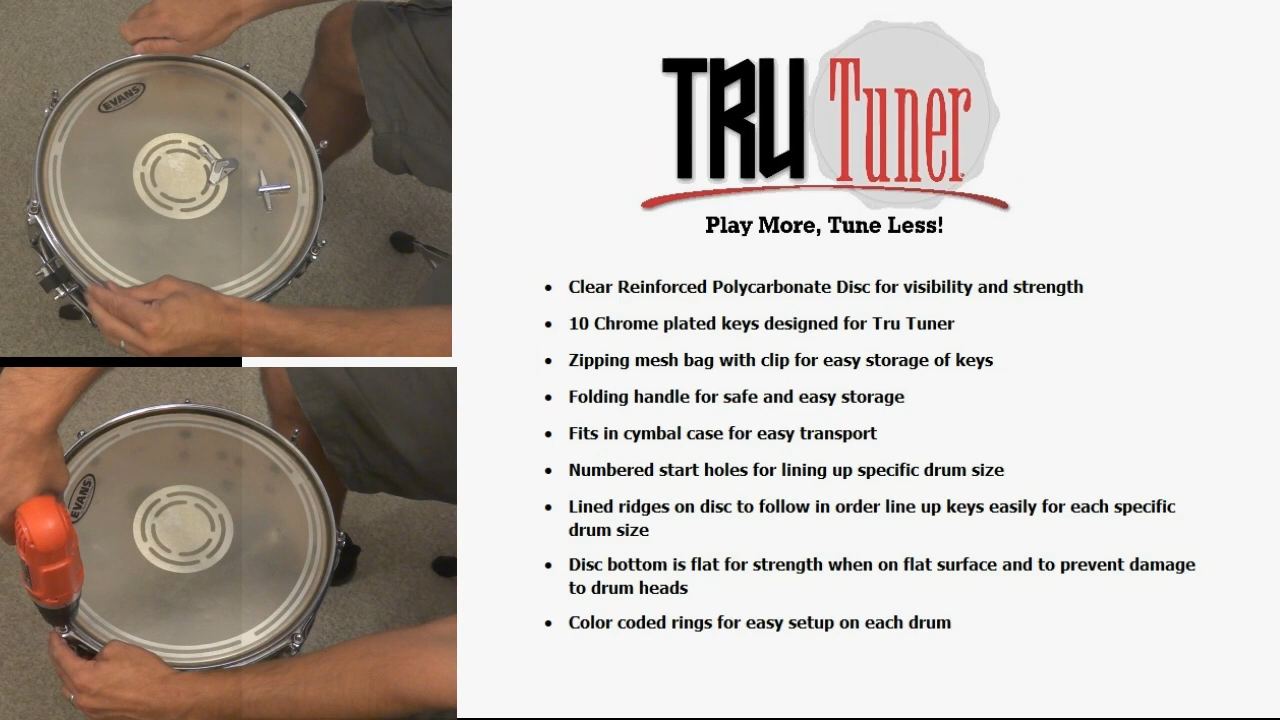 EVANS
EVANS
TRU Tuner
Play More, Tune Less!
• Clear Reinforced Polycarbonate Disc for visibility and strength
• 10 Chrome plated keys designed for Tru Tuner
• Zipping mesh bag with clip for easy storage of keys
• Folding handle for safe and easy storage
• Fits in cymbal case for easy transport
• Numbered start holes for lining up specific drum size
• Lined ridges on disc to follow in order line up keys easily for each specific
drum size
• Disc bottom is flat for strength when on flat surface and to prevent damage
to drum heads
• Color coded rings for easy setup on each drum